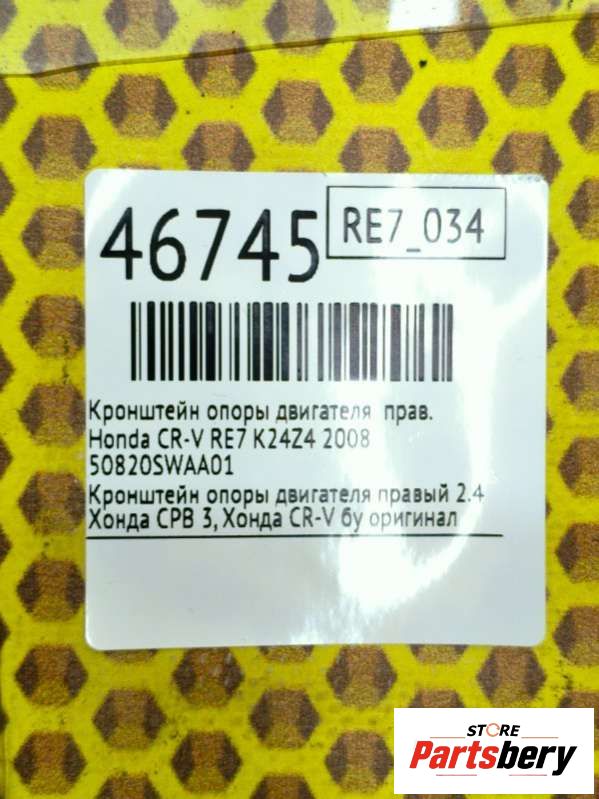 46745
RE7_034
Кронштейн опоры двигателя прав.
Honda CR-V RE7 K24Z4 2008
50820SWAA01
Кронштейн опоры двигателя правый 2.4
Хонда СРВ 3, Хонда CR-V бу оригинал
STORE
Partsbery